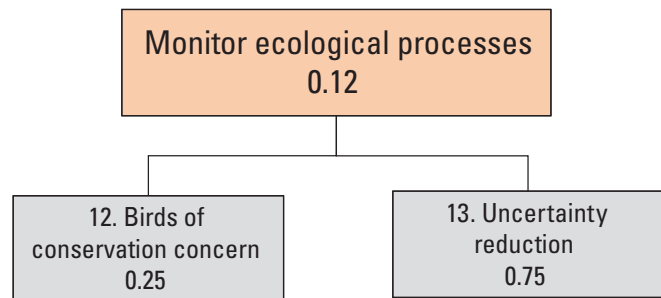 Monitor ecological processes
0.12
12. Birds of
conservation concern
0.25
13. Uncertainty
reduction
0.75